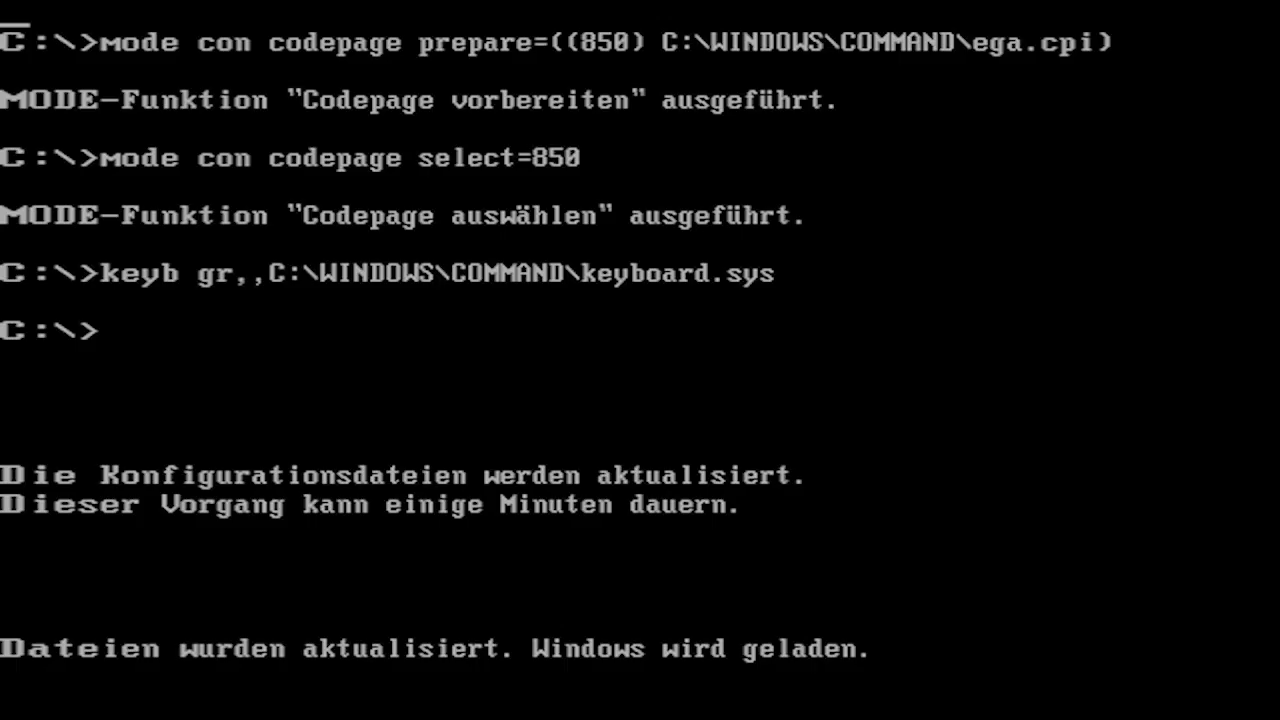 C:\>mode con codepage prepare=((850) C:\WINDOWS\COMMAND\ega.cpi)
MODE-Funktion "Codepage vorbereiten" ausgeführt.
C:\>mode con codepage select=850
MODE-Funktion "Codepage auswählen" ausgeführt.
C:\>keyb gr,,C:\WINDOWS\COMMAND\keyboard.sys
C:\>
Die Konfigurationsdateien werden aktualisiert.
Dieser Vorgang kann einige Minuten dauern.
Dateien wurden aktualisiert. Windows wird geladen.